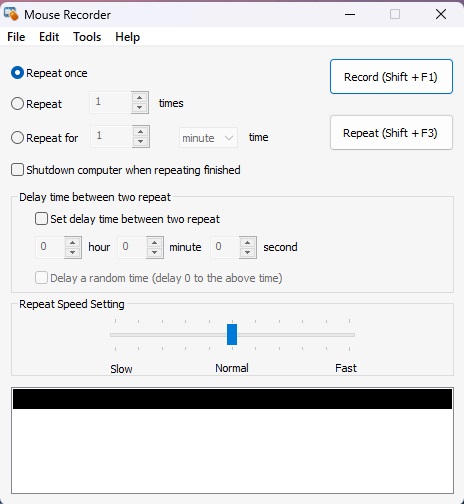 Mouse Recorder
File Edit Tools Help
Repeat once
Record (Shift + F1)
Repeat 1 times
Repeat for 1 minute time
Repeat (Shift + F3)
Shutdown computer when repeating finished
Delay time between two repeat
Set delay time between two repeat
0 hour 0 minute 0 second
Delay a random time (delay 0 to the above time)
Repeat Speed Setting
Slow Normal Fast